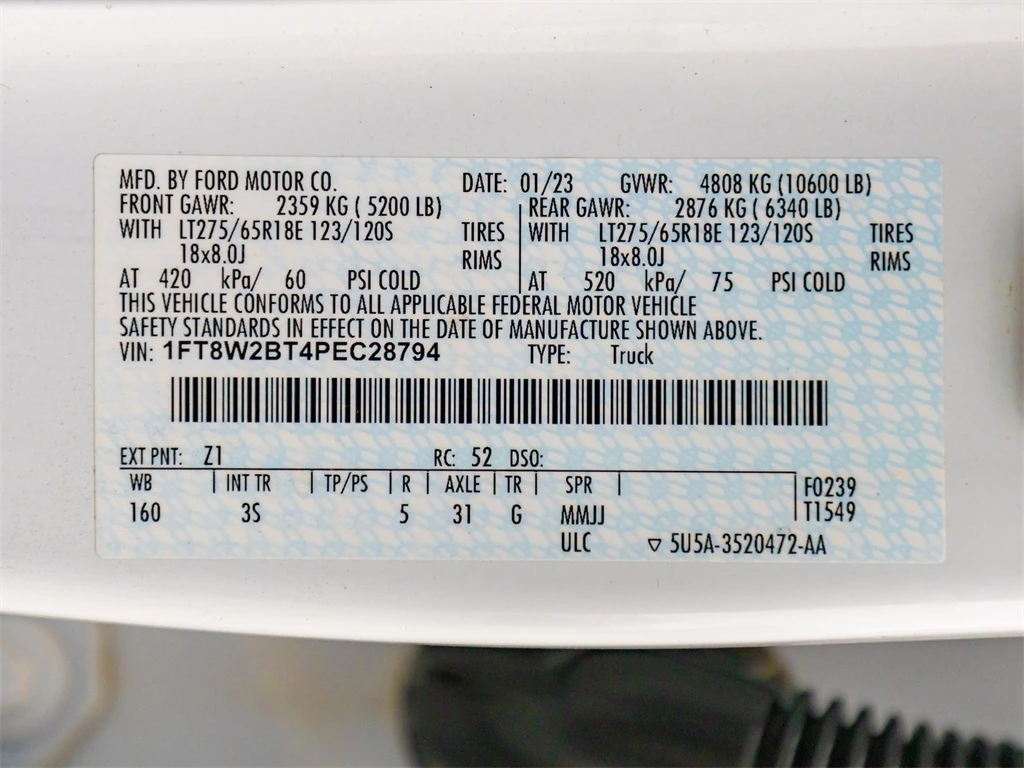 MFD. BY FORD MOTOR CO. DATE: 01/23 GVWR: 4808 KG (10600 LB)
FRONT GAWR: 2359 KG ( 5200 LB) REAR GAWR: 2876 KG ( 6340 LB)
WITH LT275/65R18E 123/120S TIRES WITH LT275/65R18E 123/120S TIRES
18x8.0J RIMS 18x8.0J RIMS
AT 420 kPa/ 60 PSI COLD AT 520 kPa/ 75 PSI COLD
THIS VEHICLE CONFORMS TO ALL APPLICABLE FEDERAL MOTOR VEHICLE
SAFETY STANDARDS IN EFFECT ON THE DATE OF MANUFACTURE SHOWN ABOVE.
VIN: 1FT8W2BT4PEC28794 TYPE: Truck
EXT PNT: Z1 RC: 52 DSO:
WB INT TR TP/PS R AXLE TR SPR F0239
160 3S 5 31 G MMJJ T1549
ULC ▽ 5U5A-3520472-AA